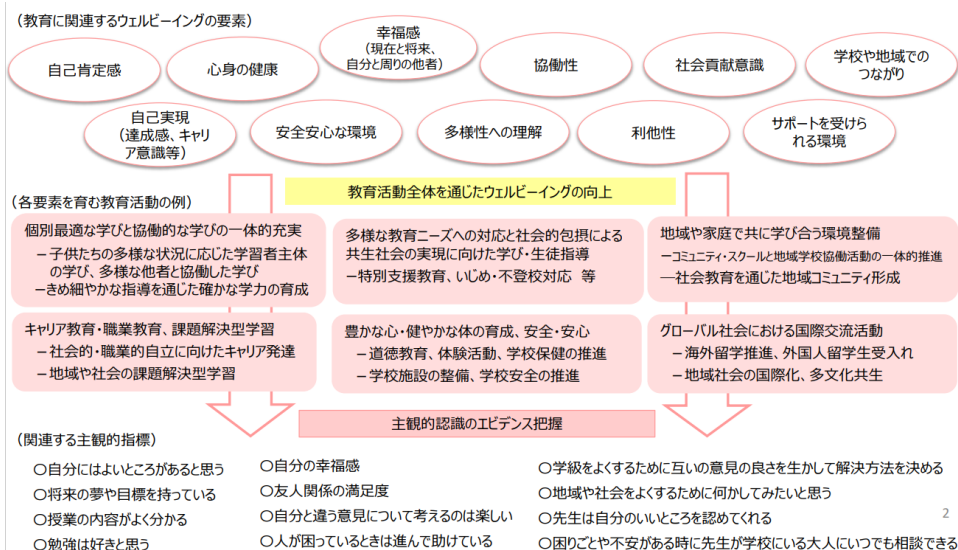 (教育に関連するウェルビーイングの要素)
自己肯定感
心身の健康
幸福感
(現在と将来、
自分と周りの他者)
協働性
社会貢献意識
学校や地域での
つながり
自己実現
(達成感、キャリ
ア意識等)
安全安心な環境
多様性への理解
利他性
サポートを受けら
れる環境
教育活動全体を通じたウェルビーイングの向上
(各要素を育む教育活動の例)
個別最適な学びと協働的な学びの一体的充実
－子供たちの多様な状況に応じた学習者主体
の学び、多様な他者と協働した学び
－きめ細やかな指導を通じた確かな学力の育成
多様な教育ニーズへの対応と社会的包摂による
共生社会の実現に向けた学び・生徒指導
－特別支援教育、いじめ・不登校対応 等
地域や家庭で共に学び合う環境整備
－コミュニティ・スクールと地域学校協働活動の一体的推進
―社会教育を通じた地域コミュニティ形成
キャリア教育・職業教育、課題解決型学習
－社会的・職業的自立に向けたキャリア発達
－地域や社会の課題解決型学習
豊かな心・健やかな体の育成、安全・安心
－道徳教育、体験活動、学校保健の推進
－学校施設の整備、学校安全の推進
グローバル社会における国際交流活動
－海外留学推進、外国人留学生受入れ
－地域社会の国際化、多文化共生
主観的認識のエビデンス把握
(関連する主観的指標)
〇自分にはよいところがあると思う
〇将来の夢や目標を持っている
〇授業の内容がよく分かる
〇勉強は好きと思う
〇自分の幸福感
〇友人関係の満足度
〇自分と違う意見について考えるのは楽しい
〇人が困っているときは進んで助けている
〇学級をよくするために互いの意見の良さを生かして解決方法を決める
〇地域や社会をよくするために何かしてみたいと思う
〇先生は自分のいいところを認めてくれる
〇困りごとや不安がある時に先生が学校にいる大人にいつでも相談できる
2